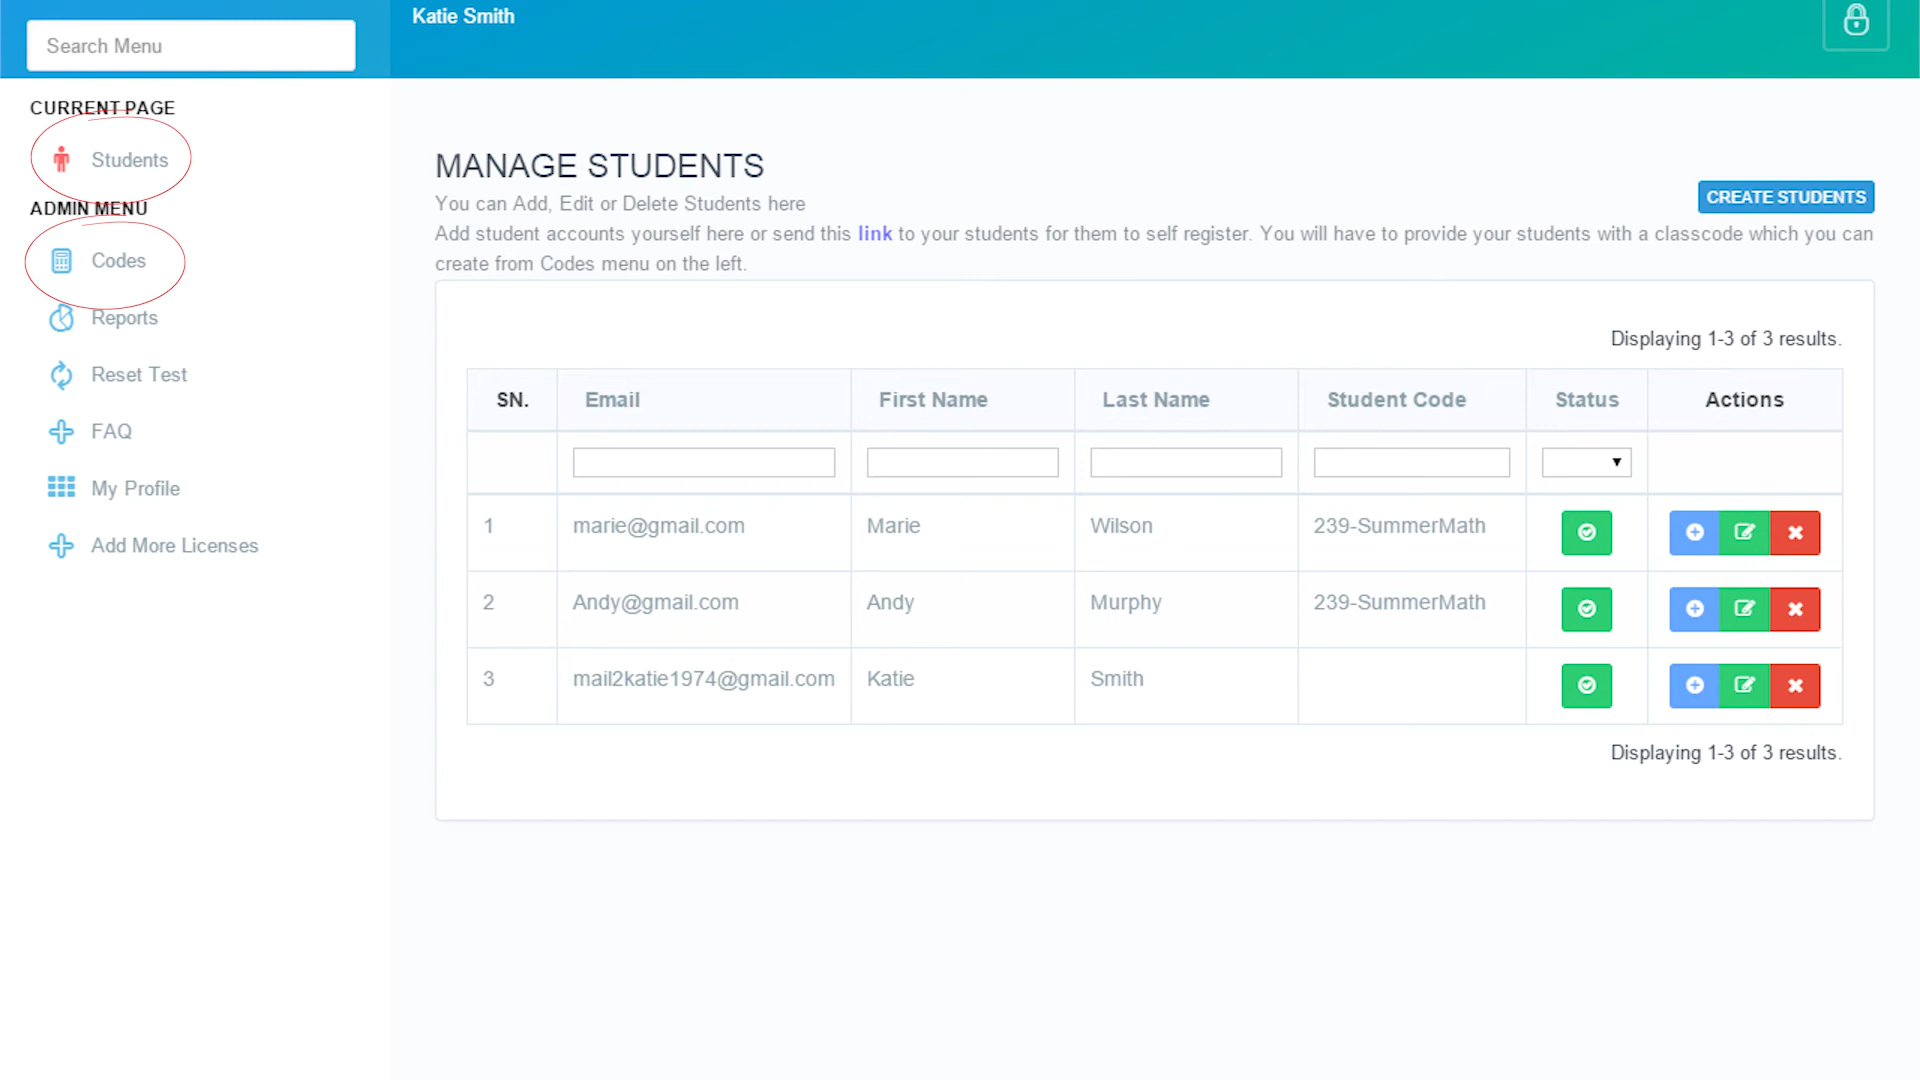 Katie Smith
Search Menu
CURRENT PAGE
Students
ADMIN MENU
Codes
Reports
Reset Test
FAQ
My Profile
Add More Licenses
MANAGE STUDENTS
You can Add, Edit or Delete Students here
CREATE STUDENTS
Add student accounts yourself here or send this link to your students for them to self register. You will have to provide your students with a classcode which you can
create from Codes menu on the left.
Displaying 1-3 of 3 results.
SN. Email First Name Last Name Student Code Status Actions
1 marie@gmail.com Marie Wilson 239-SummerMath
2 Andy@gmail.com Andy Murphy 239-SummerMath
3 mail2katie1974@gmail.com Katie Smith
Displaying 1-3 of 3 results.